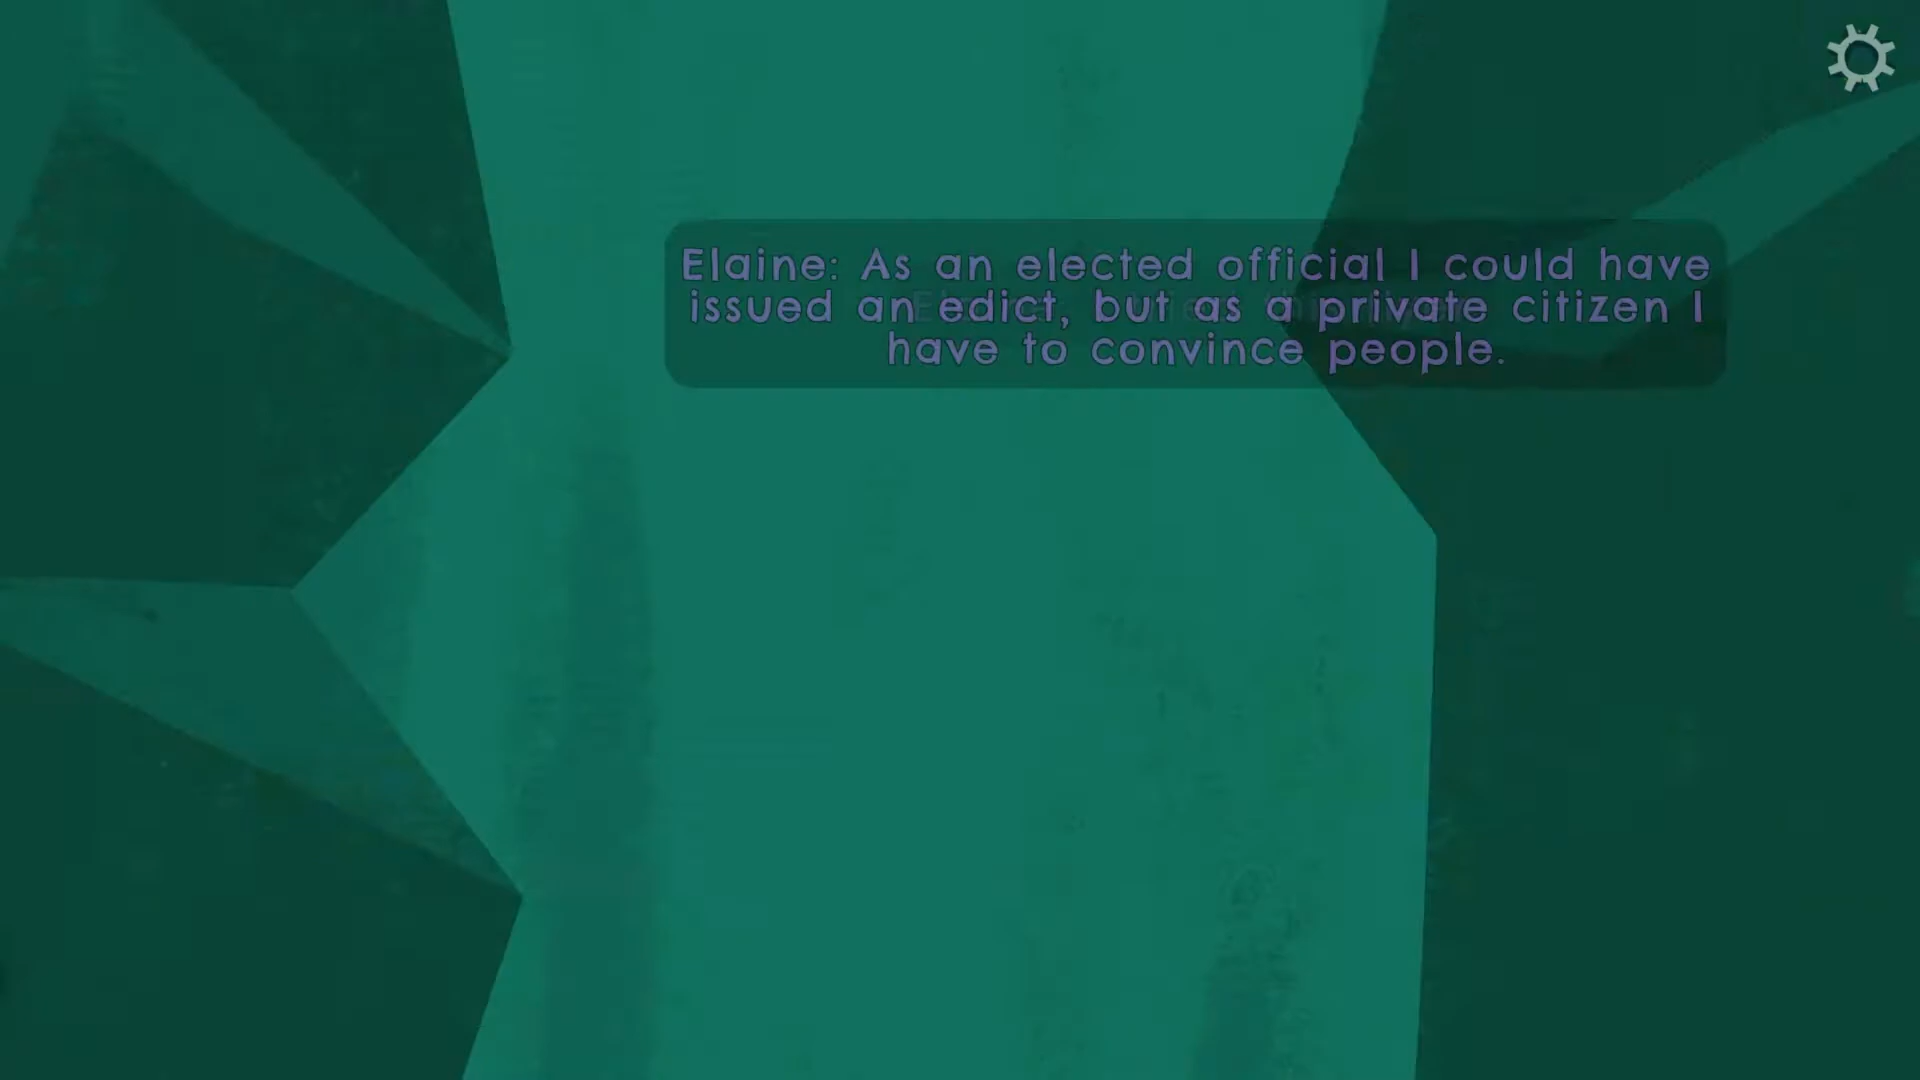 Elaine: As an elected official I could have
issued an edict, but as a private citizen I
have to convince people.